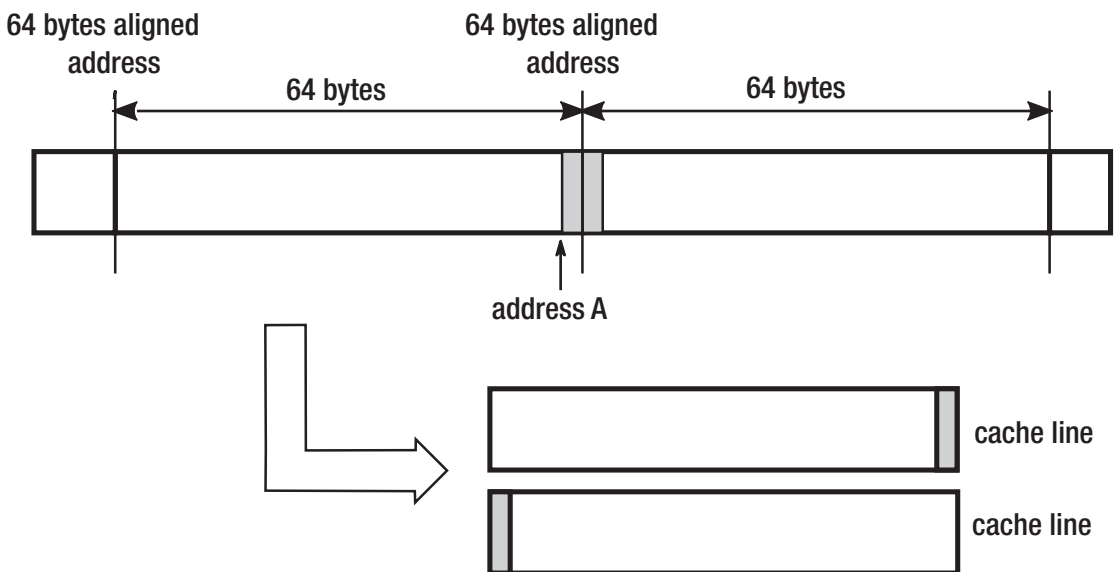 64 bytes aligned
address
64 bytes aligned
address
64 bytes
64 bytes
address A
cache line
cache line